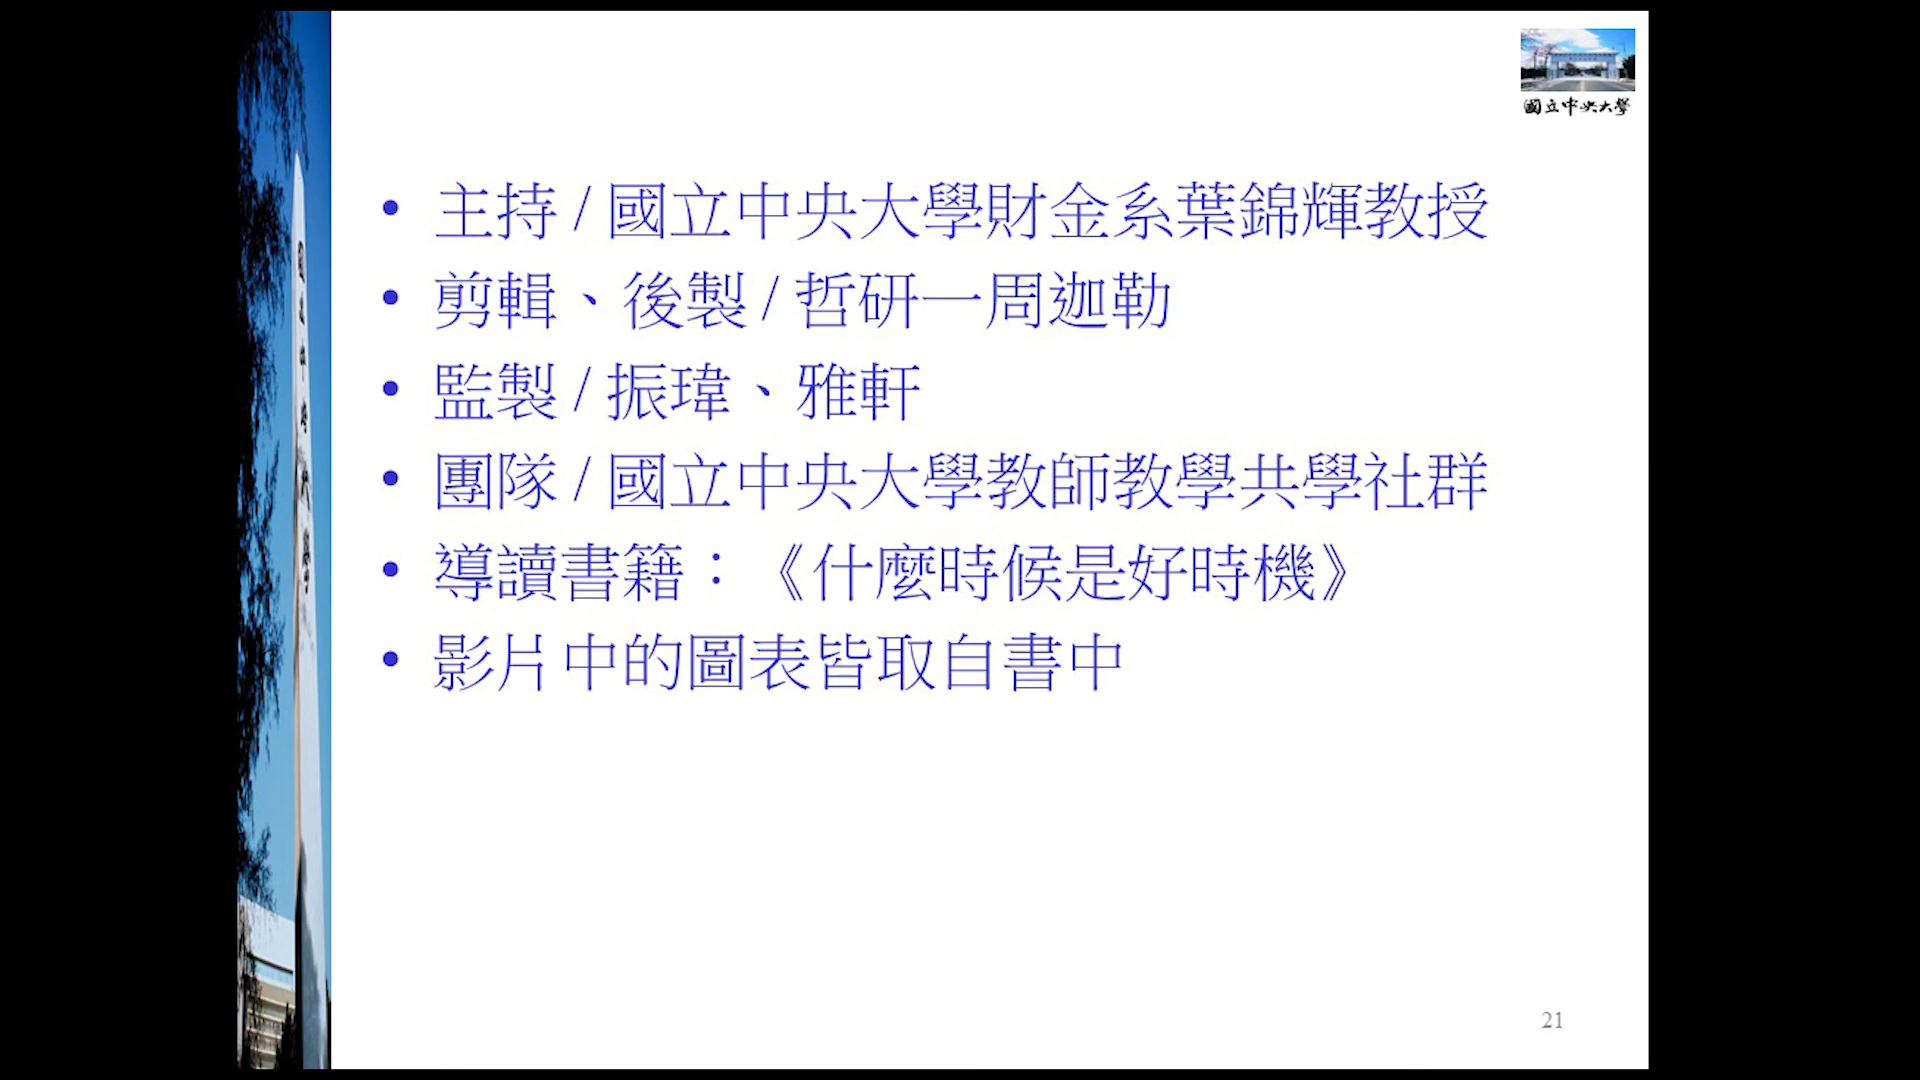 國立中央大學
• 主持 / 國立中央大學財金系葉錦輝教授
• 剪輯、後製 / 哲研一周迦勒
• 監製 / 振瑋、雅軒
• 團隊 / 國立中央大學教師教學共學社群
• 導讀書籍：《什麼時候是好時機》
• 影片中的圖表皆取自書中
21